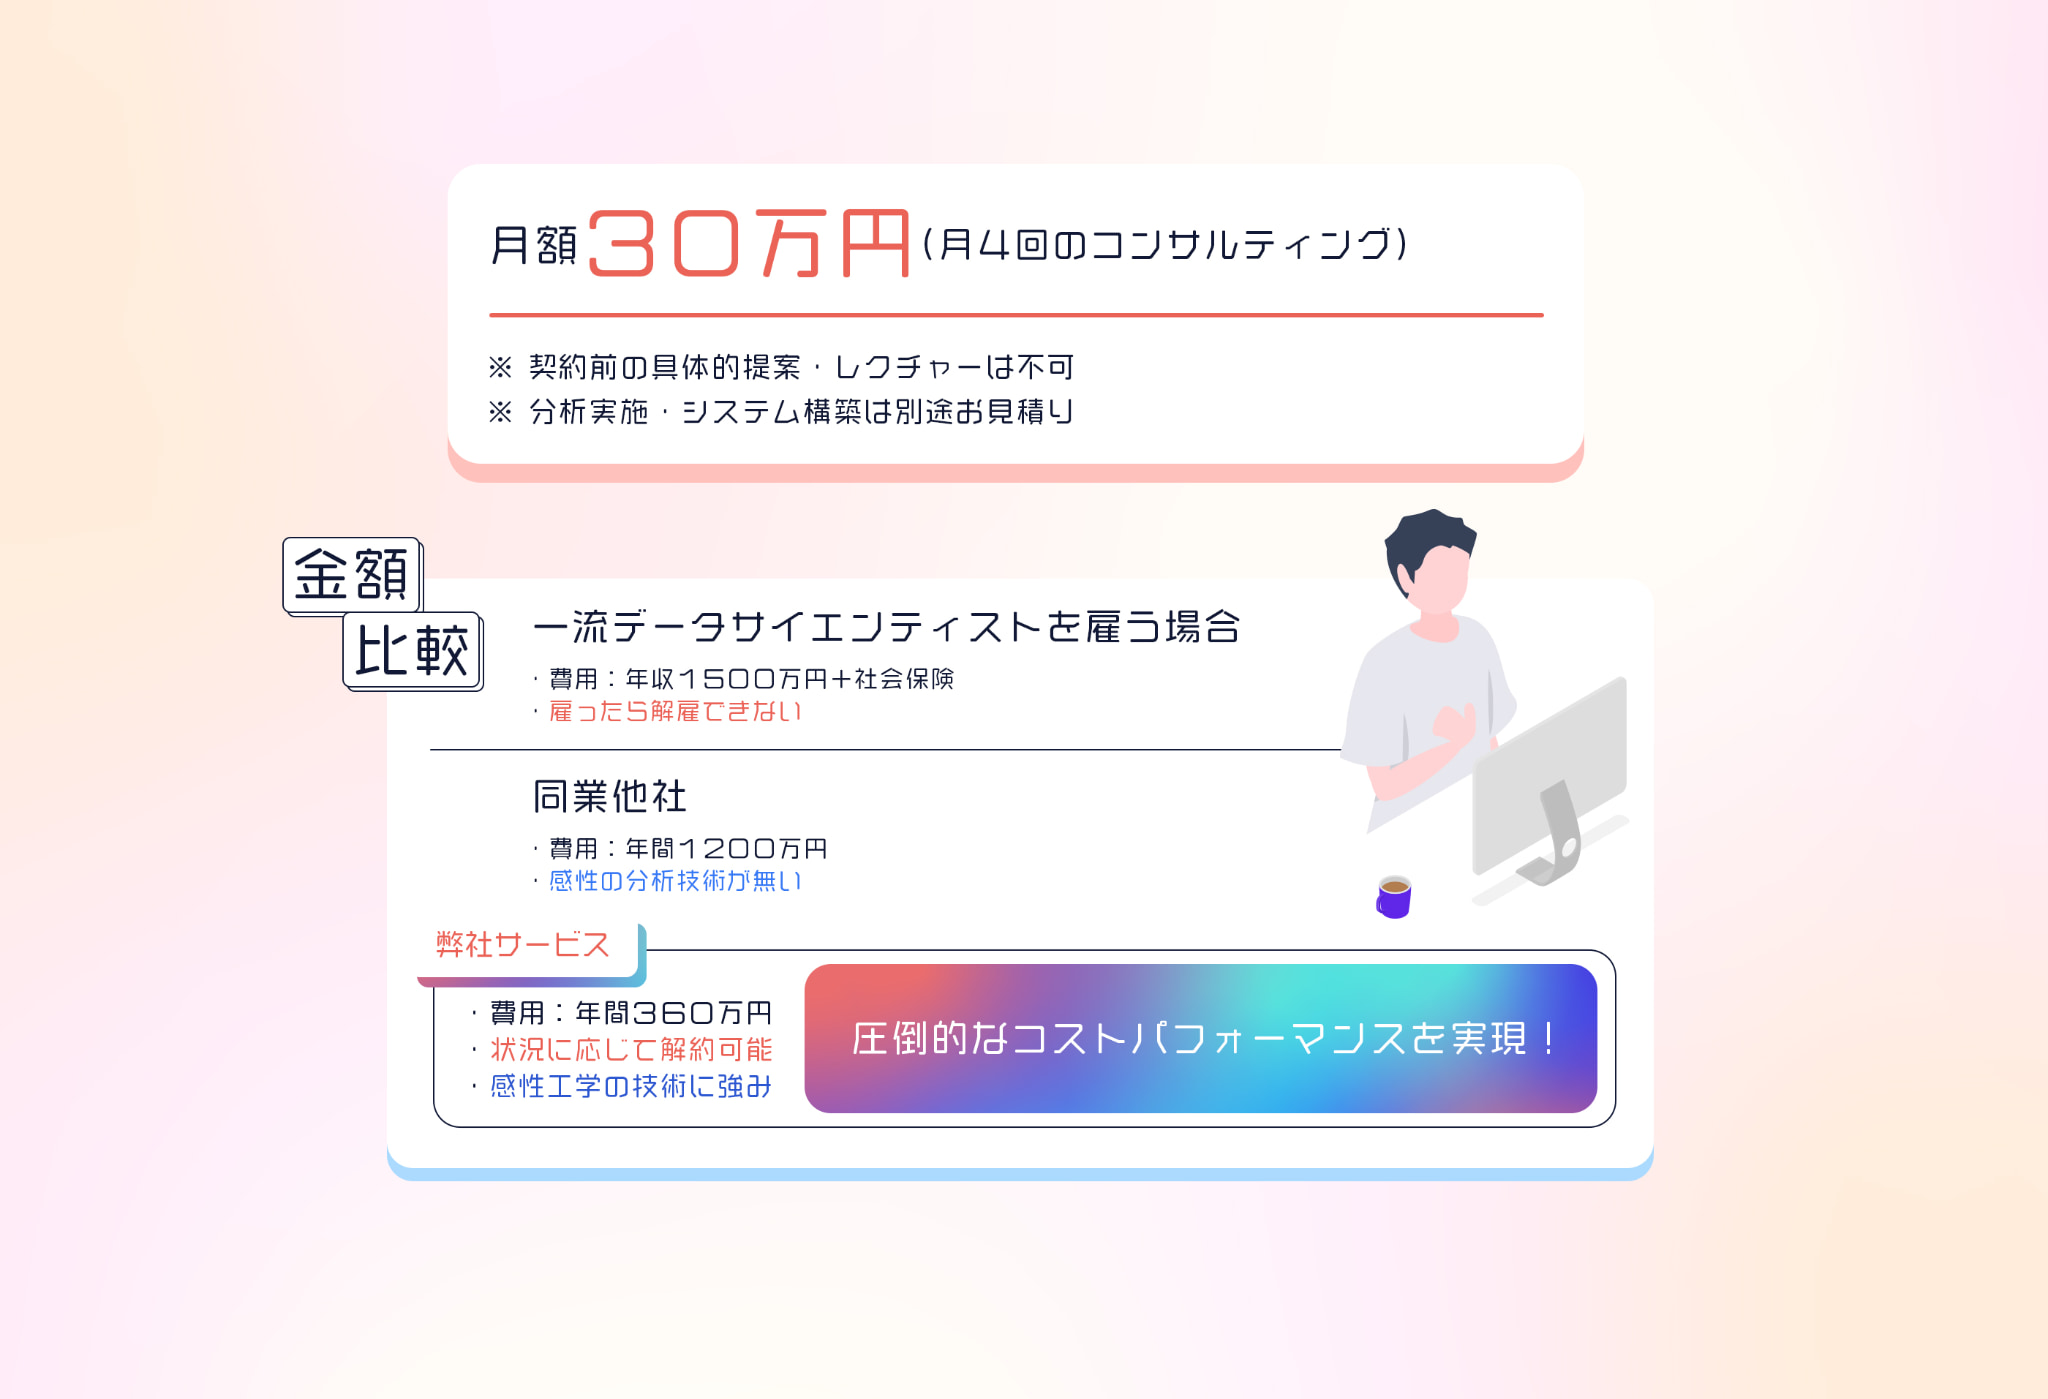 月額30万円(月4回のコンサルティング)
※ 契約前の具体的提案・レクチャーは不可
※ 分析実施・システム構築は別途お見積り
金額
比較
一流データサイエンティストを雇う場合
・費用：年収1500万円＋社会保険
・雇ったら解雇できない
同業他社
・費用：年間1200万円
・感性の分析技術が無い
弊社サービス
・費用：年間360万円
・状況に応じて解約可能
・感性工学の技術に強み
圧倒的なコストパフォーマンスを実現！